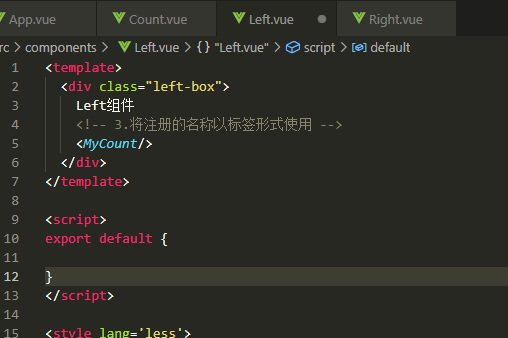 App.vue Count.vue Left.vue Right.vue
rc > components > Left.vue > {} "Left.vue" > script > default
1 <template>
2 <div class="left-box">
3 Left组件
4 <!-- 3.将注册的名称以标签形式使用 -->
5 <MyCount/>
6 </div>
7 </template>
8
9 <script>
10 export default {
11
12 }
13 </script>
14
15 <style lang='less'>